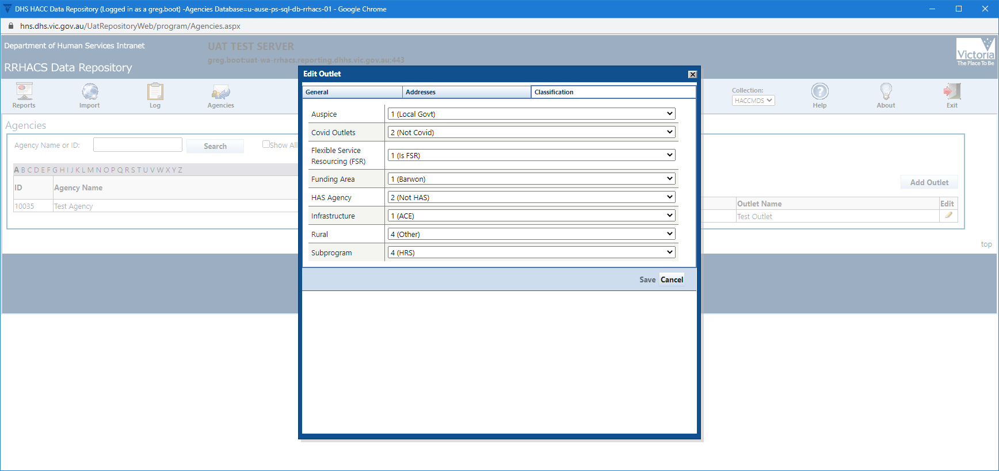 DHS HACC Data Repository (Logged in as a greg.boot) -Agencies Database=u-ause-ps-sql-db-rrhacs-01 - Google Chrome
hns.dhs.vic.gov.au/UatRepositoryWeb/program/Agencies.aspx
Department of Human Services Intranet
UAT TEST SERVER
greg.boot:uat-wa-rrhacs.reporting.dhhs.vic.gov.au:443
RRHACS Data Repository
Victoria
The Place To Be
Reports
Import
Log
Agencies
Collection:
HACCMDS
Help
About
Exit
Agencies
Agency Name or ID:
Search
Show All
A B C D E F G H I J K L M N O P Q R S T U V W X Y Z
ID Agency Name
10035 Test Agency
Add Outlet
Outlet Name Edit
Test Outlet
top
Edit Outlet
General Addresses Classification
Auspice 1 (Local Govt)
Covid Outlets 2 (Not Covid)
Flexible Service
Resourcing (FSR) 1 (Is FSR)
Funding Area 1 (Barwon)
HAS Agency 2 (Not HAS)
Infrastructure 1 (ACE)
Rural 4 (Other)
Subprogram 4 (HRS)
Save Cancel